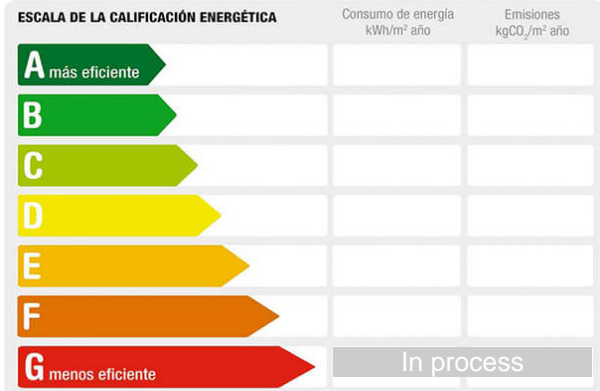 ESCALA DE LA CALIFICACIÓN ENERGÉTICA
Consumo de energía
kWh/m² año
Emisiones
kgCO₂/m² año
A más eficiente
B
C
D
E
F
G menos eficiente
In process